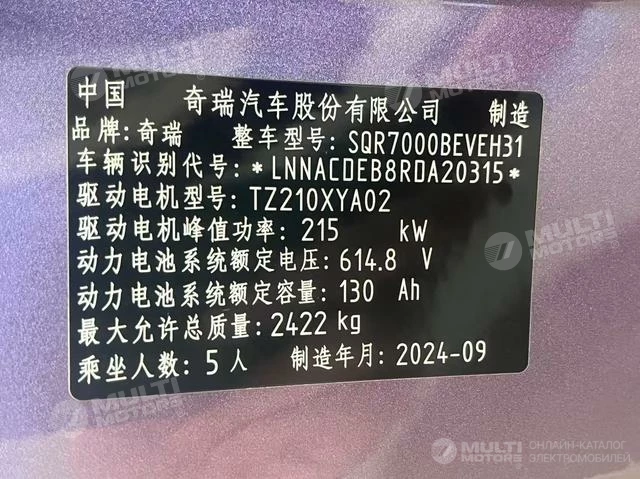 中国 奇瑞汽车股份有限公司 制造
品牌:奇瑞 整车型号:SQR7000BEVEH31
车辆识别代号:*LNNACDEB8RDA20315*
驱动电机型号:TZ210XYA02
驱动电机峰值功率:215 kW
动力电池系统额定电压:614.8 V
动力电池系统额定容量:130 Ah
最大允许总质量:2422 kg
乘坐人数:5人 制造年月:2024-09
MULTI MOTORS
MULTI MOTORS
MULTI MOTORS
MULTI MOTORS
MULTI MOTORS ОНЛАЙН-КАТАЛОГ ЭЛЕКТРОМОБИЛЕЙ